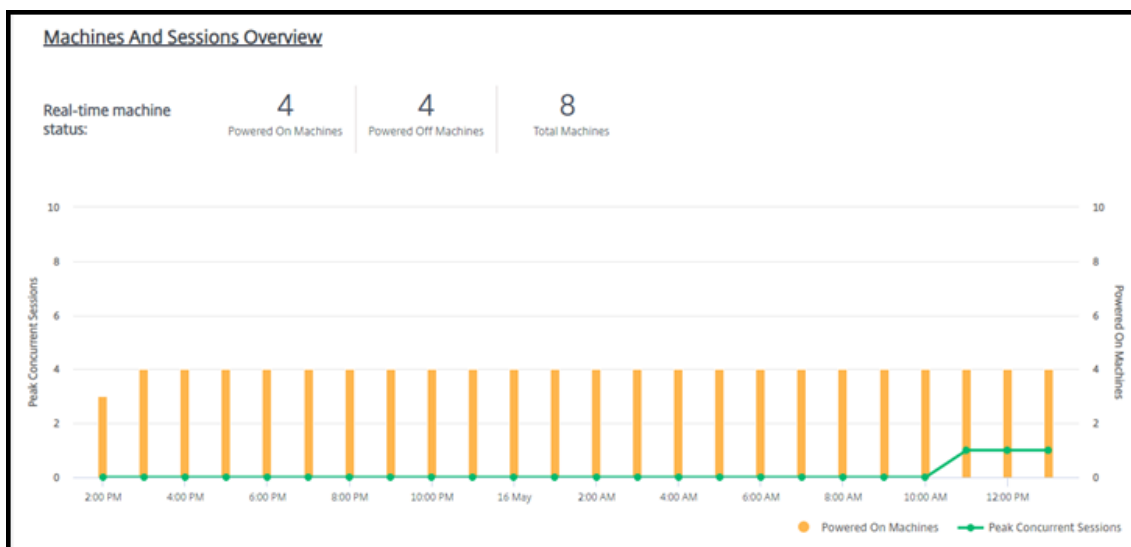 Machines And Sessions Overview
Real-time machine
status:
4
Powered On Machines
4
Powered Off Machines
8
Total Machines
10
10
8
8
6
6
4
4
2
2
0
0
Peak Concurrent Sessions
Powered On Machines
2:00 PM 4:00 PM 6:00 PM 8:00 PM 10:00 PM 16 May 2:00 AM 4:00 AM 6:00 AM 8:00 AM 10:00 AM 12:00 PM
Powered On Machines Peak Concurrent Sessions